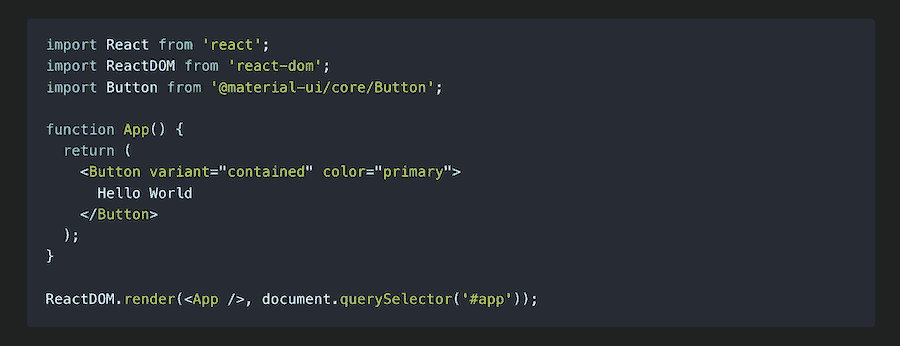 import React from 'react';
import ReactDOM from 'react-dom';
import Button from '@material-ui/core/Button';

function App() {
  return (
    <Button variant="contained" color="primary">
      Hello World
    </Button>
  );
}

ReactDOM.render(<App />, document.querySelector('#app'));